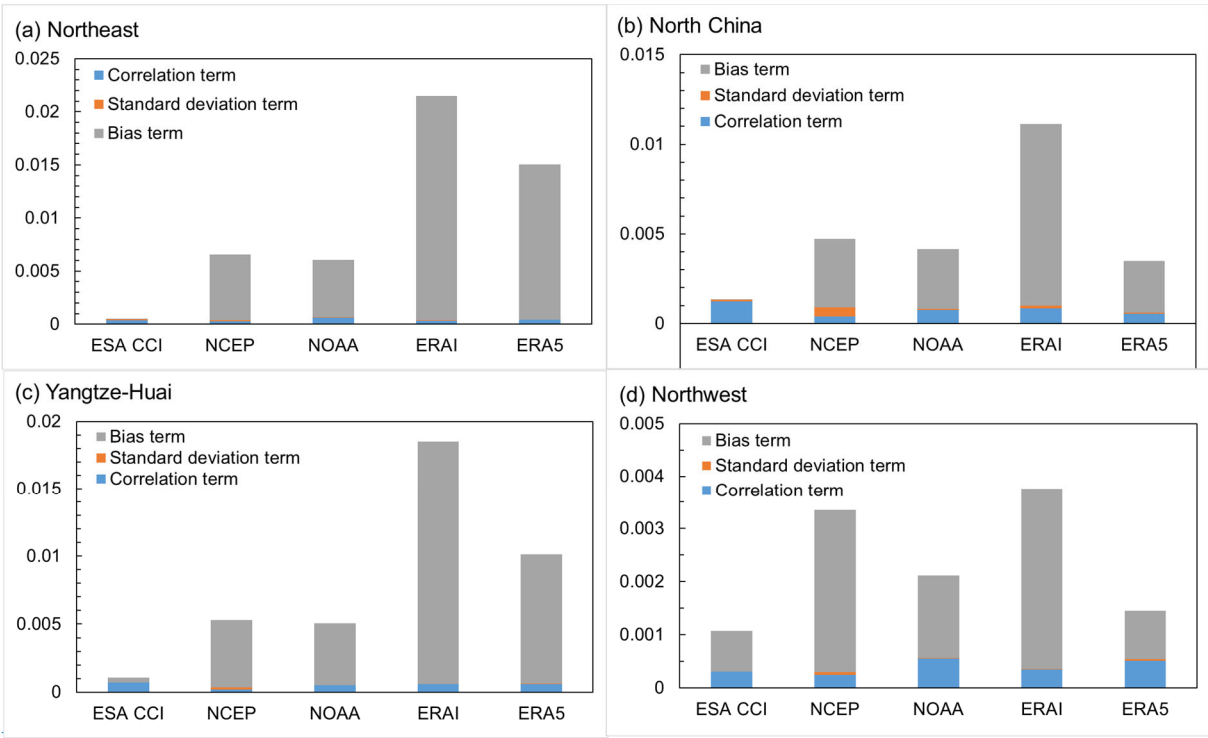 (a) Northeast
0.025
0.02
0.015
0.01
0.005
0
Correlation term
Standard deviation term
Bias term
ESA CCI NCEP NOAA ERAI ERA5
(b) North China
0.015
0.01
0.005
0
Bias term
Standard deviation term
Correlation term
ESA CCI NCEP NOAA ERAI ERA5
(c) Yangtze-Huai
0.02
0.015
0.01
0.005
0
Bias term
Standard deviation term
Correlation term
ESA CCI NCEP NOAA ERAI ERA5
(d) Northwest
0.005
0.004
0.003
0.002
0.001
0
Bias term
Standard deviation term
Correlation term
ESA CCI NCEP NOAA ERAI ERA5